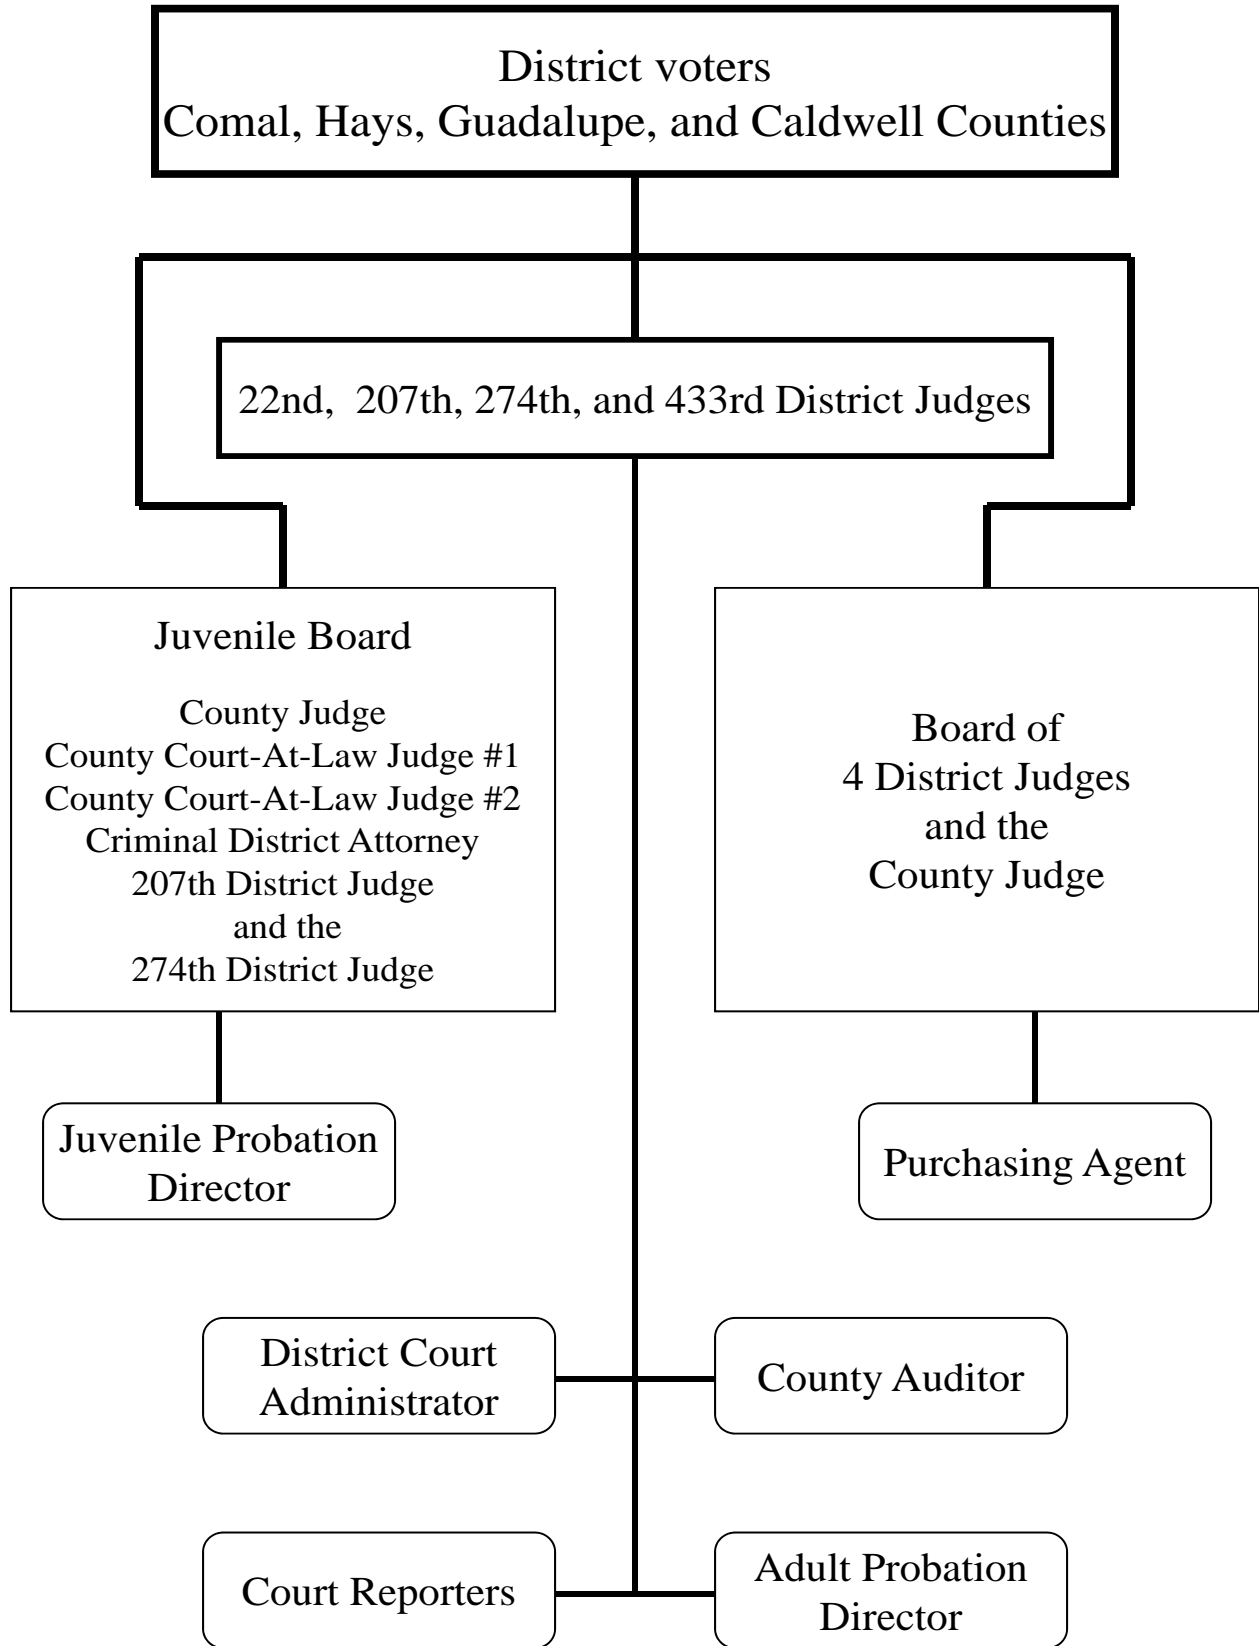 District voters
Comal, Hays, Guadalupe, and Caldwell Counties
22nd,  207th, 274th, and 433rd District Judges
Juvenile Board
County Judge
County Court-At-Law Judge #1
County Court-At-Law Judge #2
Criminal District Attorney
207th District Judge
and the
274th District Judge
Board of
4 District Judges
and the
County Judge
Juvenile Probation
Director
Purchasing Agent
District Court
Administrator
County Auditor
Court Reporters
Adult Probation
Director